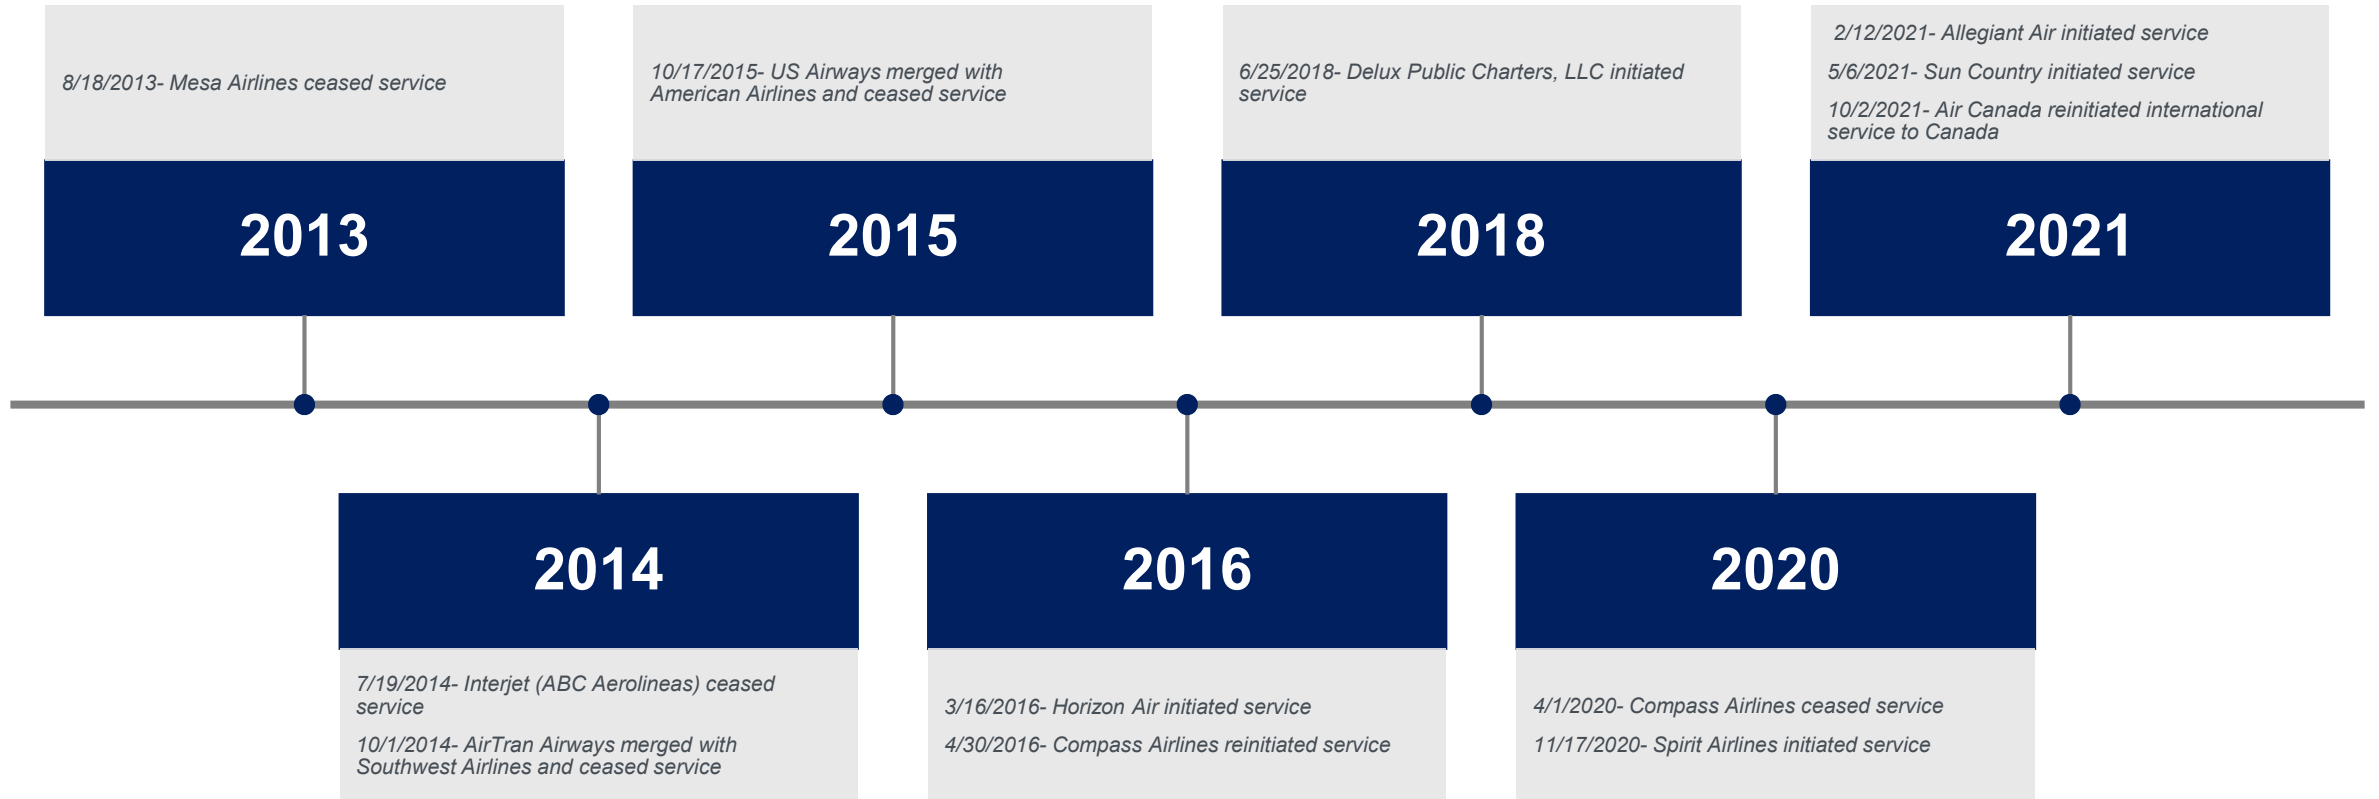 8/18/2013- Mesa Airlines ceased service
2013
7/19/2014- Interjet (ABC Aerolineas) ceased
service
10/1/2014- AirTran Airways merged with
Southwest Airlines and ceased service
2014
10/17/2015- US Airways merged with
American Airlines and ceased service
2015
3/16/2016- Horizon Air initiated service
4/30/2016- Compass Airlines reinitiated service
2016
6/25/2018- Delux Public Charters, LLC initiated
service
2018
4/1/2020- Compass Airlines ceased service
11/17/2020- Spirit Airlines initiated service
2020
2/12/2021- Allegiant Air initiated service
5/6/2021- Sun Country initiated service
10/2/2021- Air Canada reinitiated international
service to Canada
2021